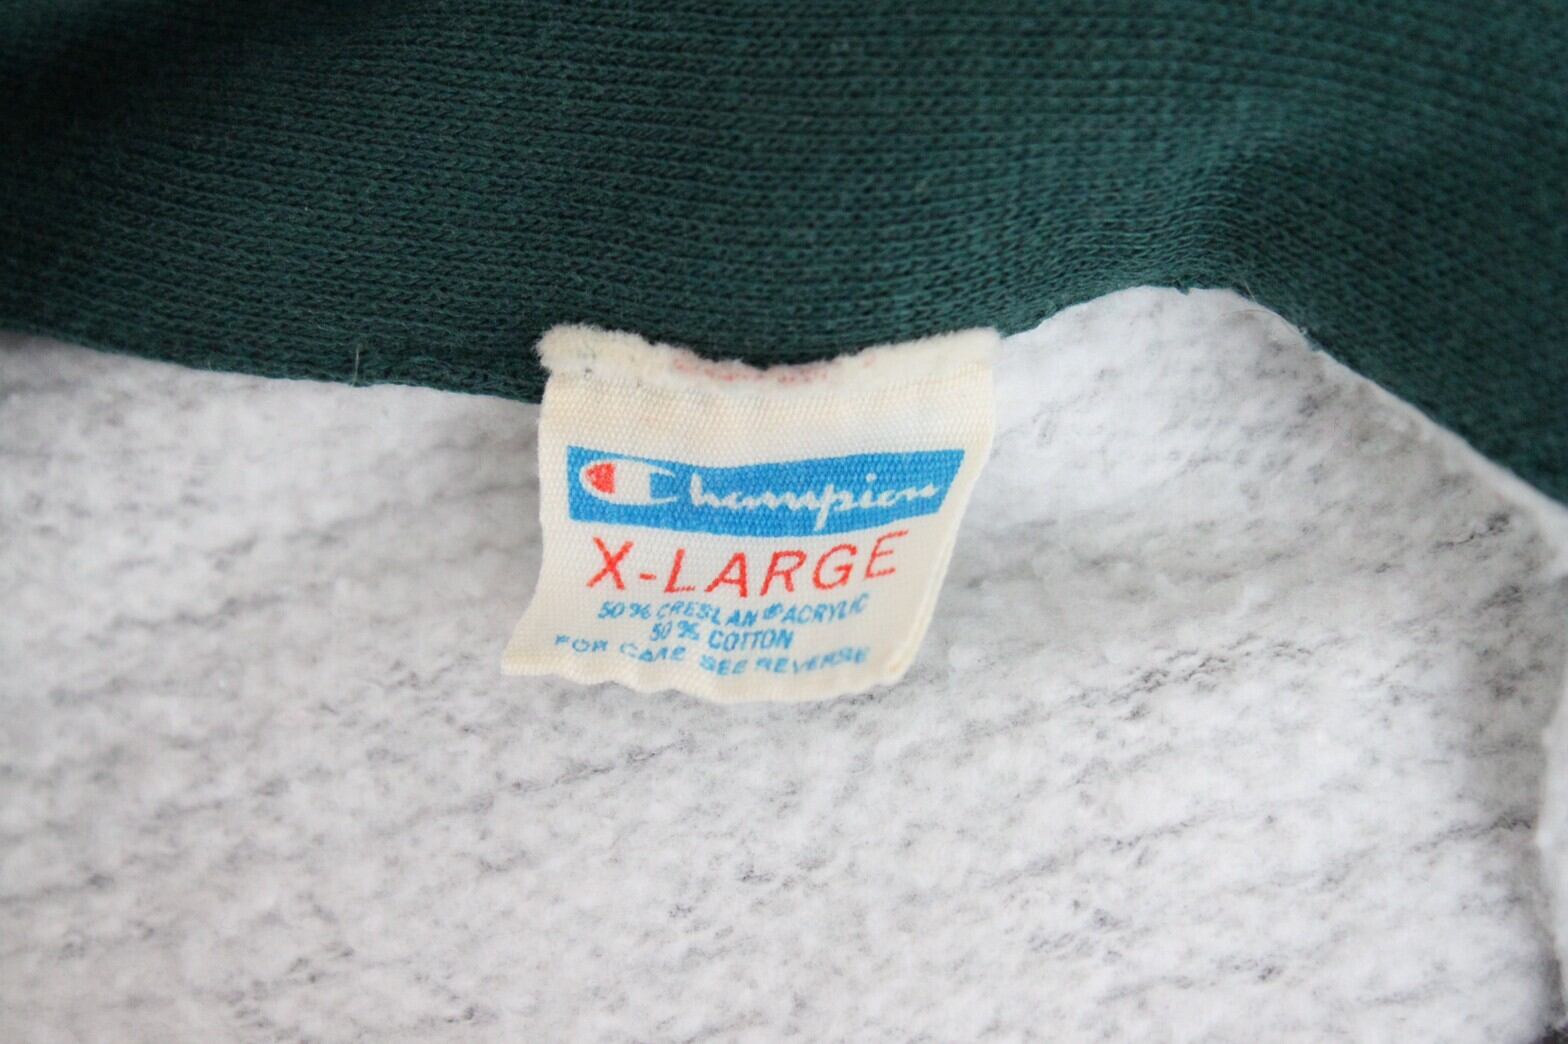 Champion
X-LARGE
50% CRESLAN® ACRYLIC
50% COTTON
FOR CARE SEE REVERSE